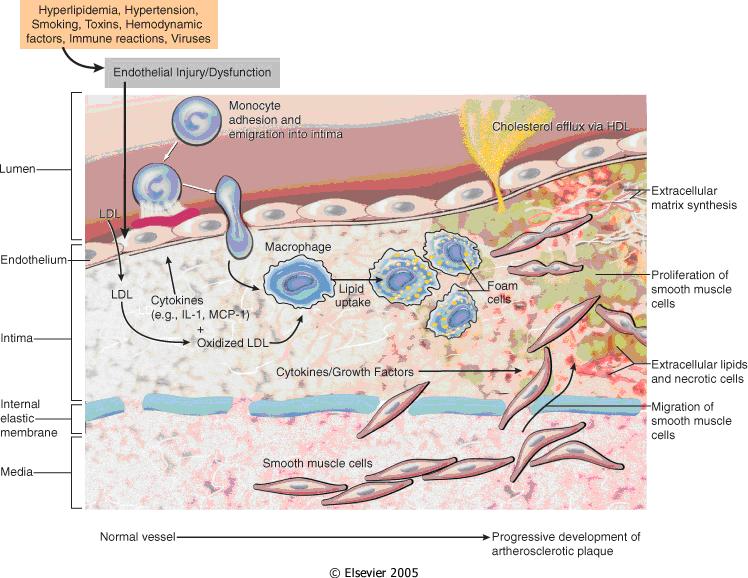 Hyperlipidemia, Hypertension,
Smoking, Toxins, Hemodynamic
factors, Immune reactions, Viruses
Endothelial Injury/Dysfunction
Monocyte
adhesion and
emigration into intima
Cholesterol efflux via HDL
Lumen
LDL
Extracellular
matrix synthesis
Endothelium
Macrophage
LDL
Cytokines
(e.g., IL-1, MCP-1)
+
Oxidized LDL
Lipid
uptake
Foam
cells
Proliferation of
smooth muscle
cells
Intima
Cytokines/Growth Factors
Extracellular lipids
and necrotic cells
Internal
elastic
membrane
Migration of
smooth muscle
cells
Media
Smooth muscle cells
Normal vessel
Progressive development of
artherosclerotic plaque
© Elsevier 2005